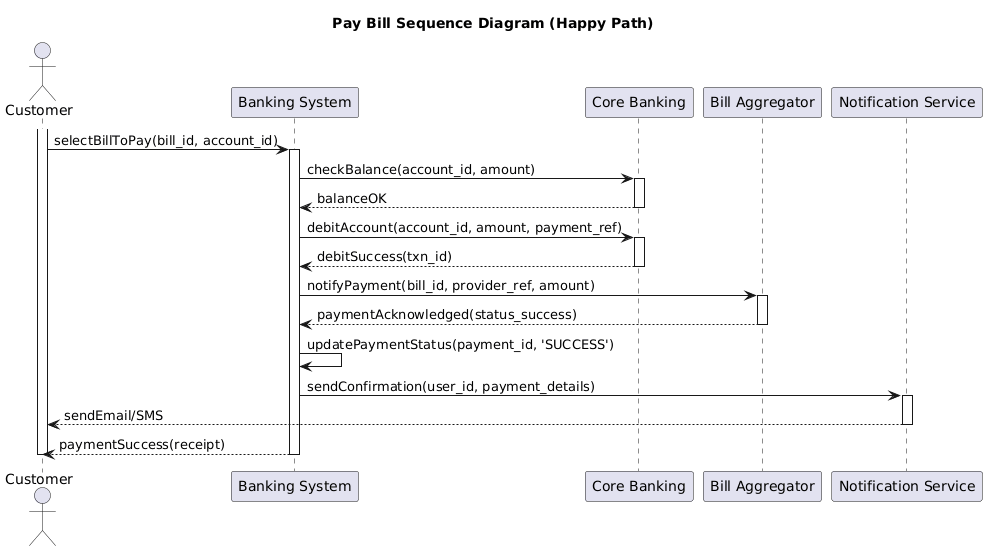 Pay Bill Sequence Diagram (Happy Path)
Customer
Banking System
Core Banking
Bill Aggregator
Notification Service
selectBillToPay(bill_id, account_id)
checkBalance(account_id, amount)
balanceOK
debitAccount(account_id, amount, payment_ref)
debitSuccess(txn_id)
notifyPayment(bill_id, provider_ref, amount)
paymentAcknowledged(status_success)
updatePaymentStatus(payment_id, 'SUCCESS')
sendConfirmation(user_id, payment_details)
sendEmail/SMS
paymentSuccess(receipt)
Customer
Banking System
Core Banking
Bill Aggregator
Notification Service